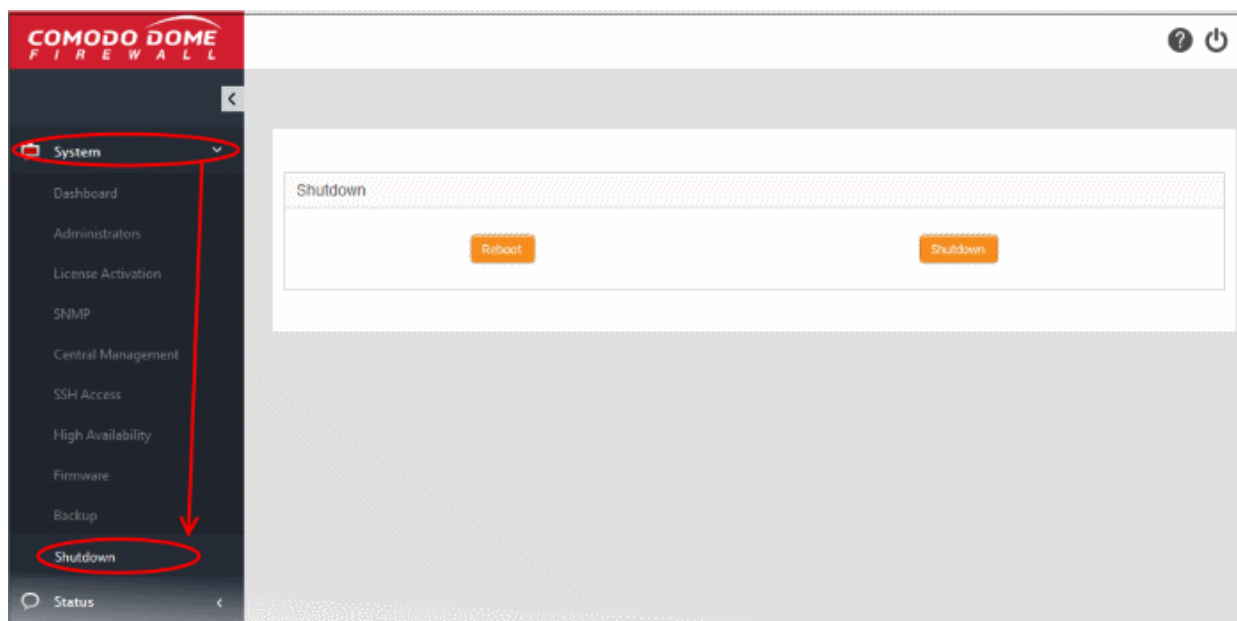 COMODO DOME
FIREWALL
System
Dashboard
Administrators
License Activation
SNMP
Central Management
SSH Access
High Availability
Firmware
Backup
Shutdown
Status
Shutdown
Reboot
Shutdown